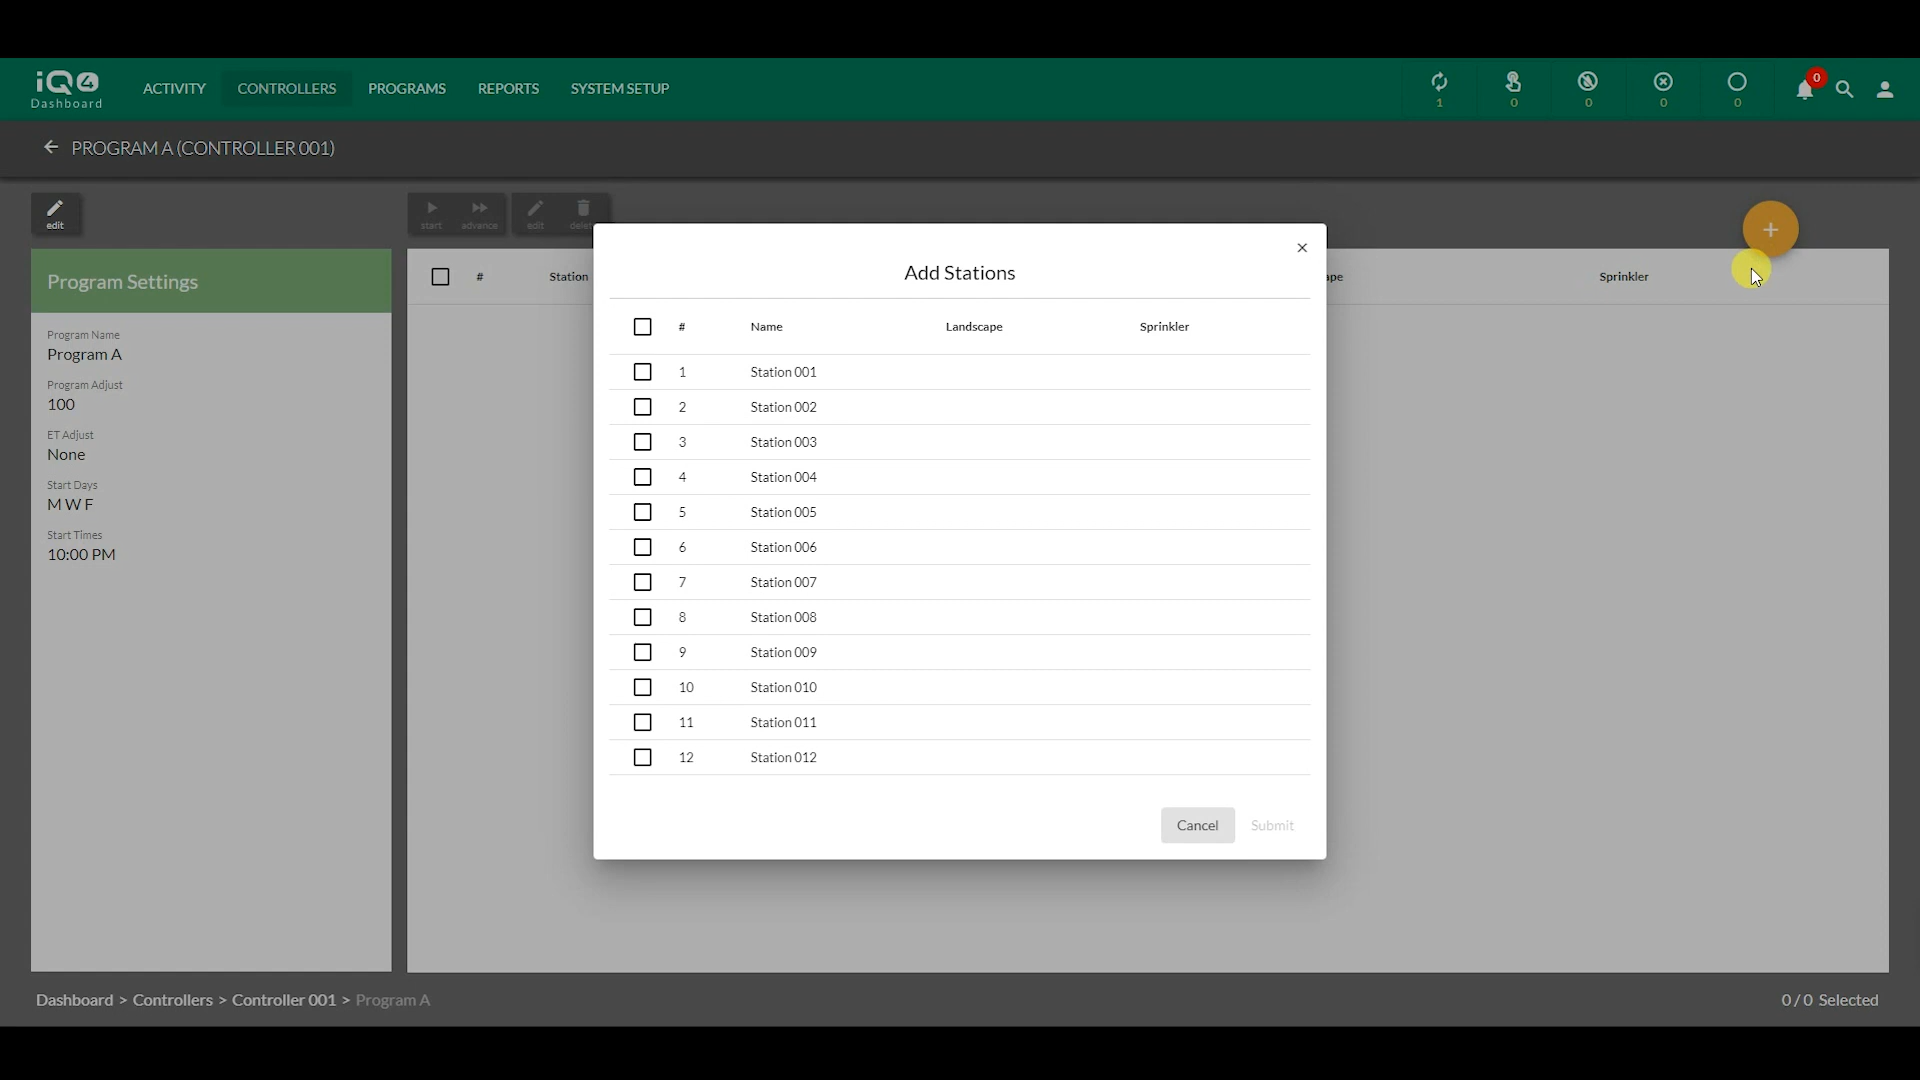 iQ4
Dashboard
ACTIVITY
CONTROLLERS
PROGRAMS
REPORTS
SYSTEM SETUP
1
0
0
0
0
0
PROGRAM A (CONTROLLER 001)
edit
start
advance
edit
Program Settings
Program Name
Program A
Program Adjust
100
ET Adjust
None
Start Days
M W F
Start Times
10:00 PM
# Station
Sprinkler
Add Stations
# Name Landscape Sprinkler
1 Station 001
2 Station 002
3 Station 003
4 Station 004
5 Station 005
6 Station 006
7 Station 007
8 Station 008
9 Station 009
10 Station 010
11 Station 011
12 Station 012
Cancel
Submit
Dashboard > Controllers > Controller 001 > Program A
0 / 0 Selected